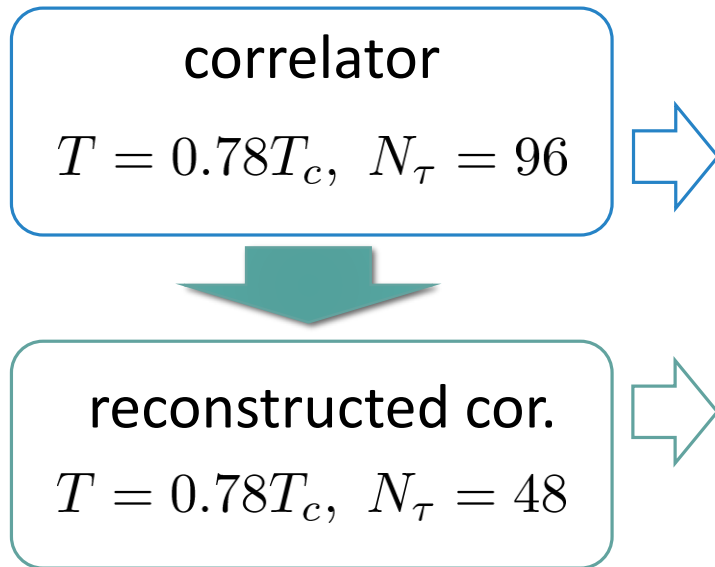 correlator
T = 0.78T_c, N_τ = 96
reconstructed cor.
T = 0.78T_c, N_τ = 48